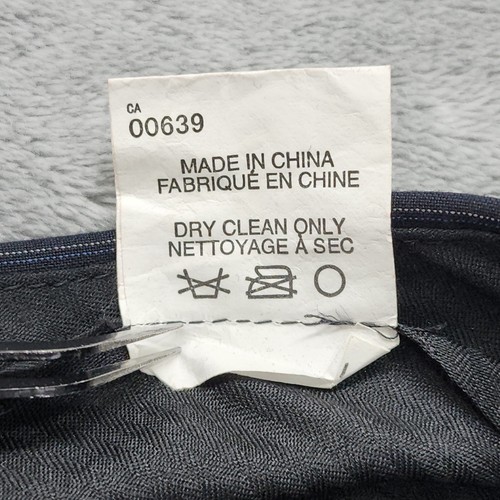 CA
00639
MADE IN CHINA
FABRIQUÉ EN CHINE
DRY CLEAN ONLY
NETTOYAGE À SEC